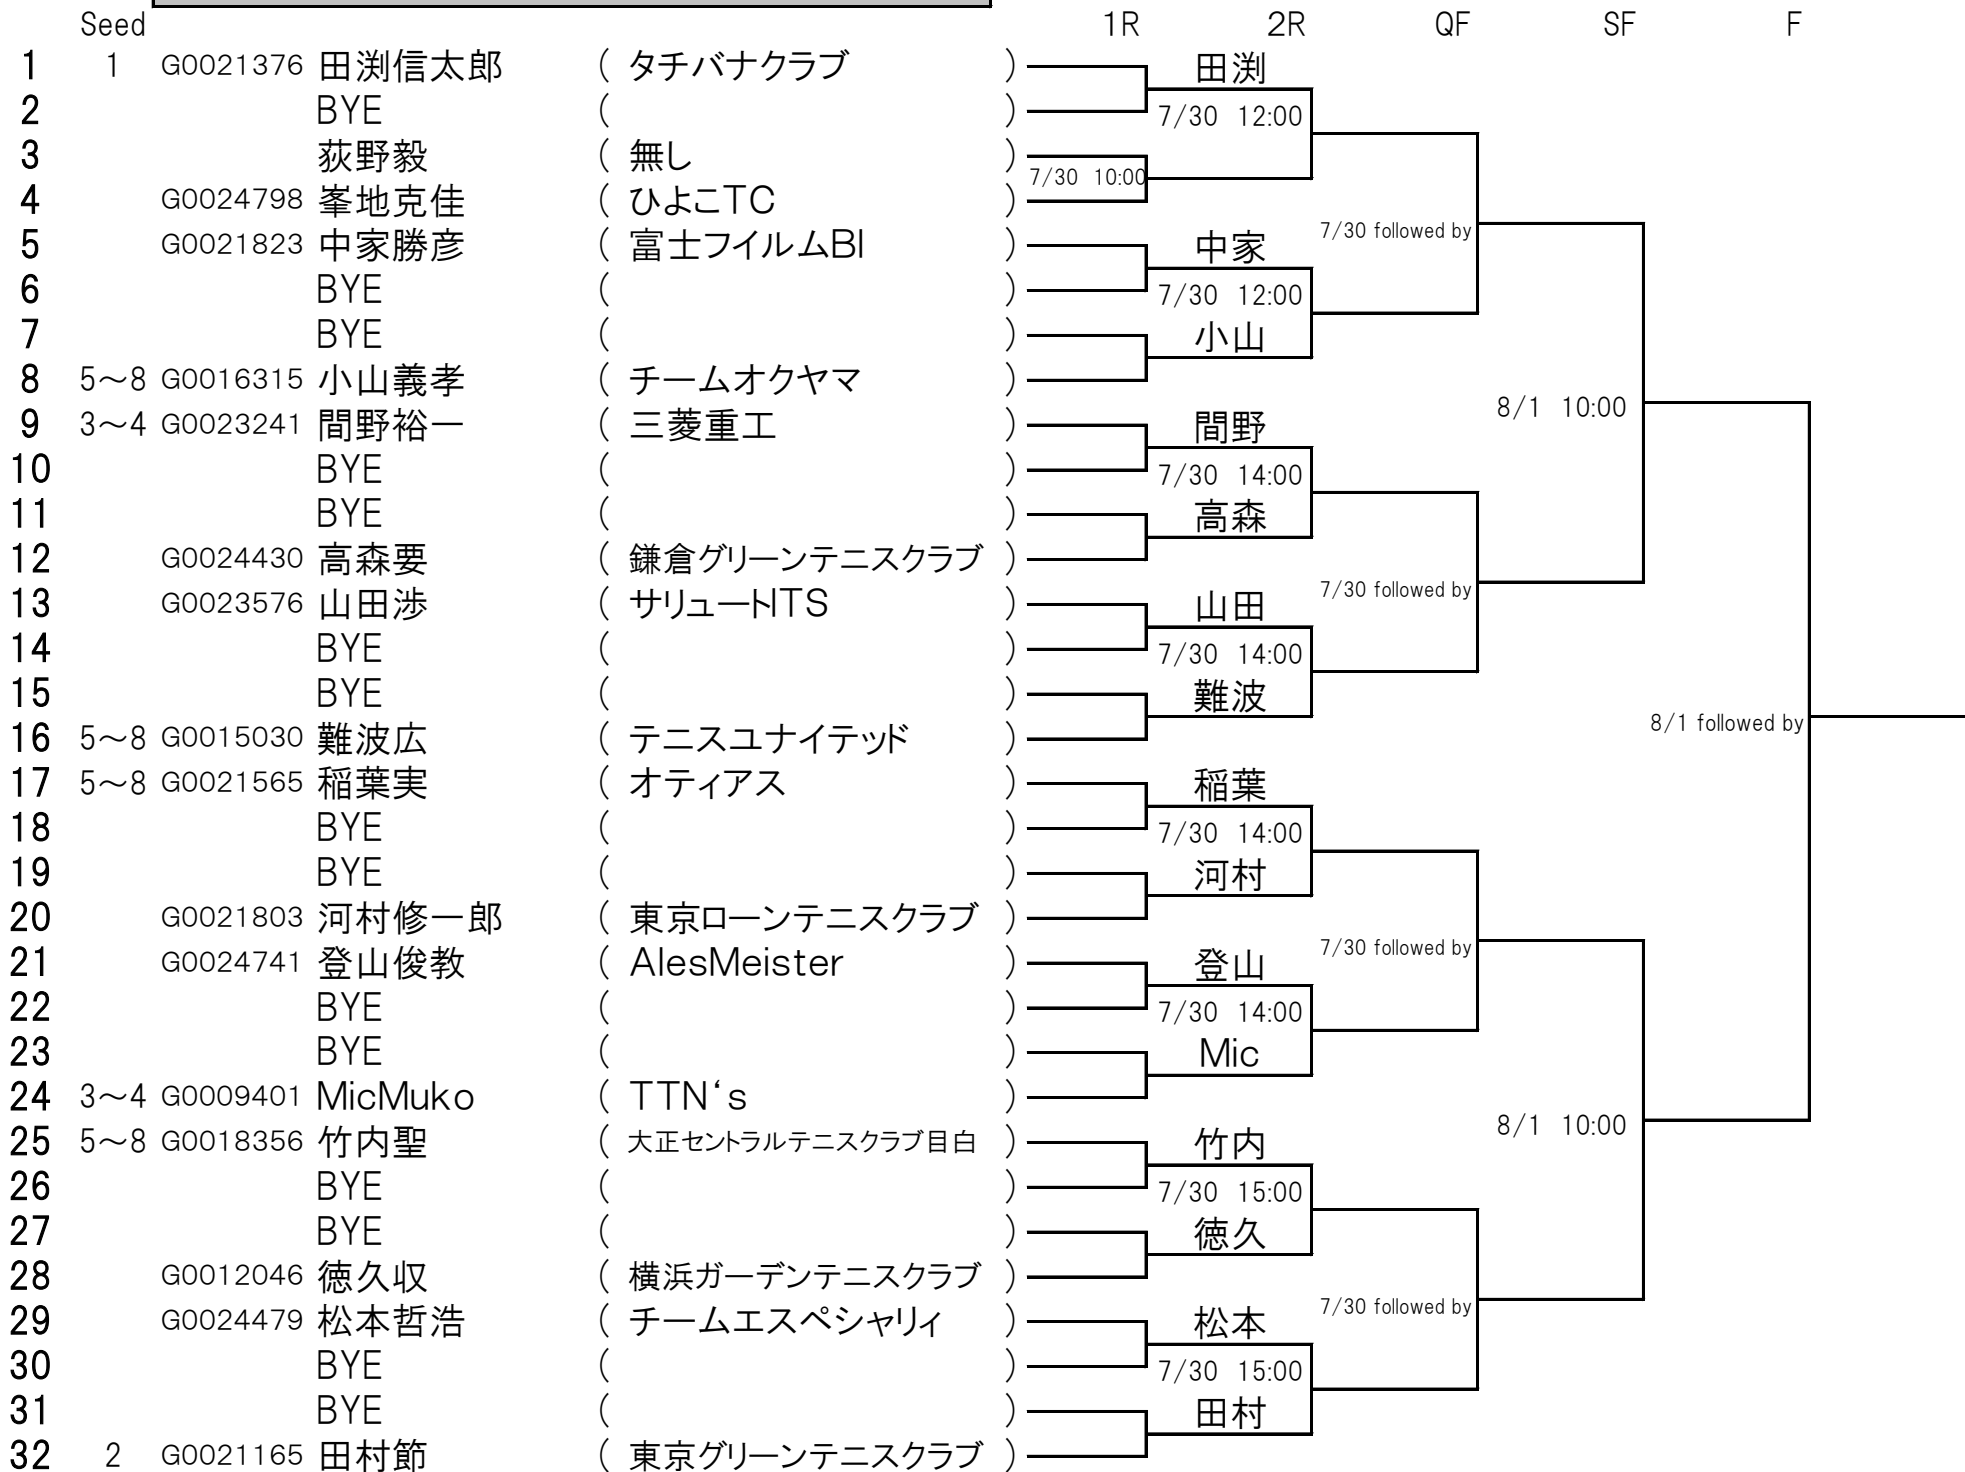 Seed 1R 2R QF SF F
1 1 G0021376 田渕信太郎 ( タチバナクラブ ) 田渕
2 BYE ( ) 7/30 12:00
3 荻野毅 ( 無し )
7/30 10:00
4 G0024798 峯地克佳 ( ひよこTC )
7/30 followed by
5 G0021823 中家勝彦 ( 富士フイルムBI ) 中家
6 BYE ( ) 7/30 12:00
7 BYE ( ) 小山
8 5～8 G0016315 小山義孝 ( チームオクヤマ )
8/1 10:00
9 3～4 G0023241 間野裕一 ( 三菱重工 ) 間野
10 BYE ( ) 7/30 14:00
11 BYE ( ) 高森
12 G0024430 高森要 ( 鎌倉グリーンテニスクラブ )
7/30 followed by
13 G0023576 山田渉 ( サリュートITS ) 山田
14 BYE ( ) 7/30 14:00
15 BYE ( ) 難波
16 5～8 G0015030 難波広 ( テニスユナイテッド ) 8/1 followed by
17 5～8 G0021565 稲葉実 ( オティアス ) 稲葉
18 BYE ( ) 7/30 14:00
19 BYE ( ) 河村
20 G0021803 河村修一郎 ( 東京ローンテニスクラブ )
7/30 followed by
21 G0024741 登山俊教 ( AlesMeister ) 登山
22 BYE ( ) 7/30 14:00
23 BYE ( ) Mic
24 3～4 G0009401 MicMuko ( TTN‘s )
8/1 10:00
25 5～8 G0018356 竹内聖 ( 大正セントラルテニスクラブ目白 ) 竹内
26 BYE ( ) 7/30 15:00
27 BYE ( ) 徳久
28 G0012046 徳久収 ( 横浜ガーデンテニスクラブ )
7/30 followed by
29 G0024479 松本哲浩 ( チームエスペシャリィ ) 松本
30 BYE ( ) 7/30 15:00
31 BYE ( ) 田村
32 2 G0021165 田村節 ( 東京グリーンテニスクラブ )